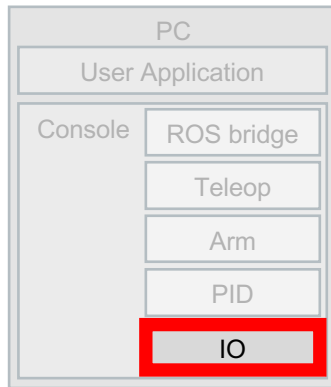 PC
User Application
Console
ROS bridge
Teleop
Arm
PID
IO